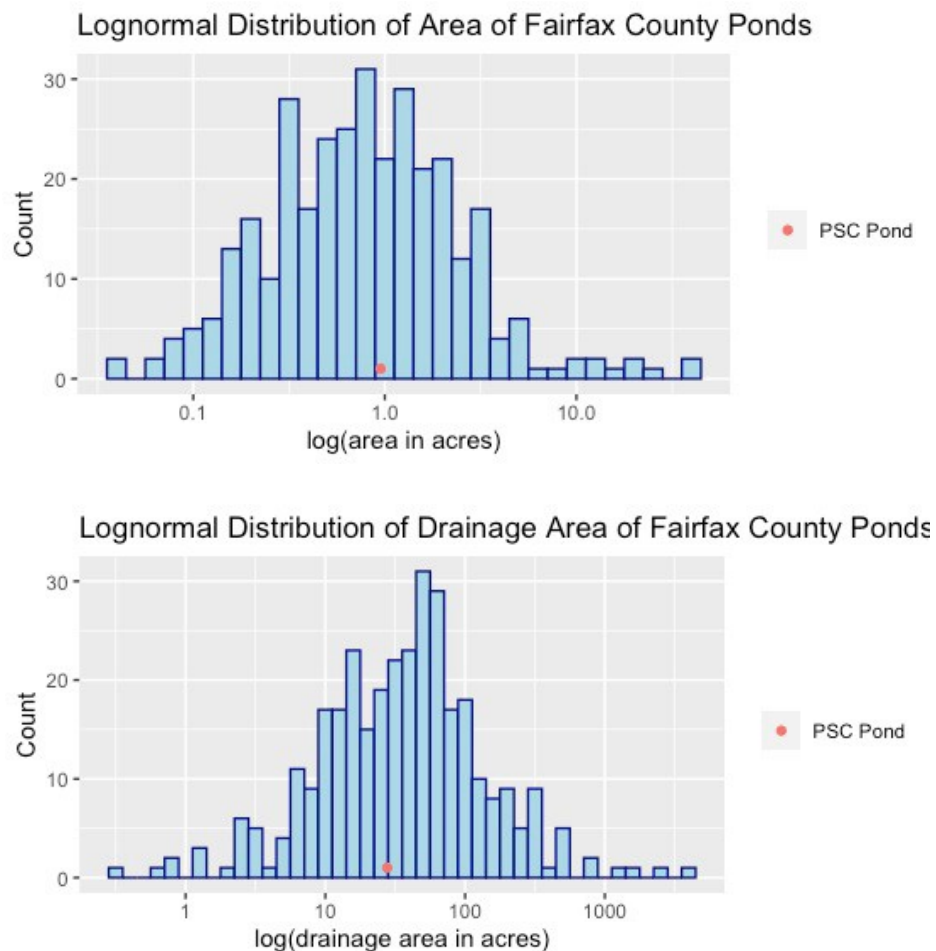 Lognormal Distribution of Area of Fairfax County Ponds
30
20
10
0
Count
0.1 1.0 10.0
log(area in acres)
PSC Pond
Lognormal Distribution of Drainage Area of Fairfax County Ponds
30
20
10
0
Count
1 10 100 1000
log(drainage area in acres)
PSC Pond